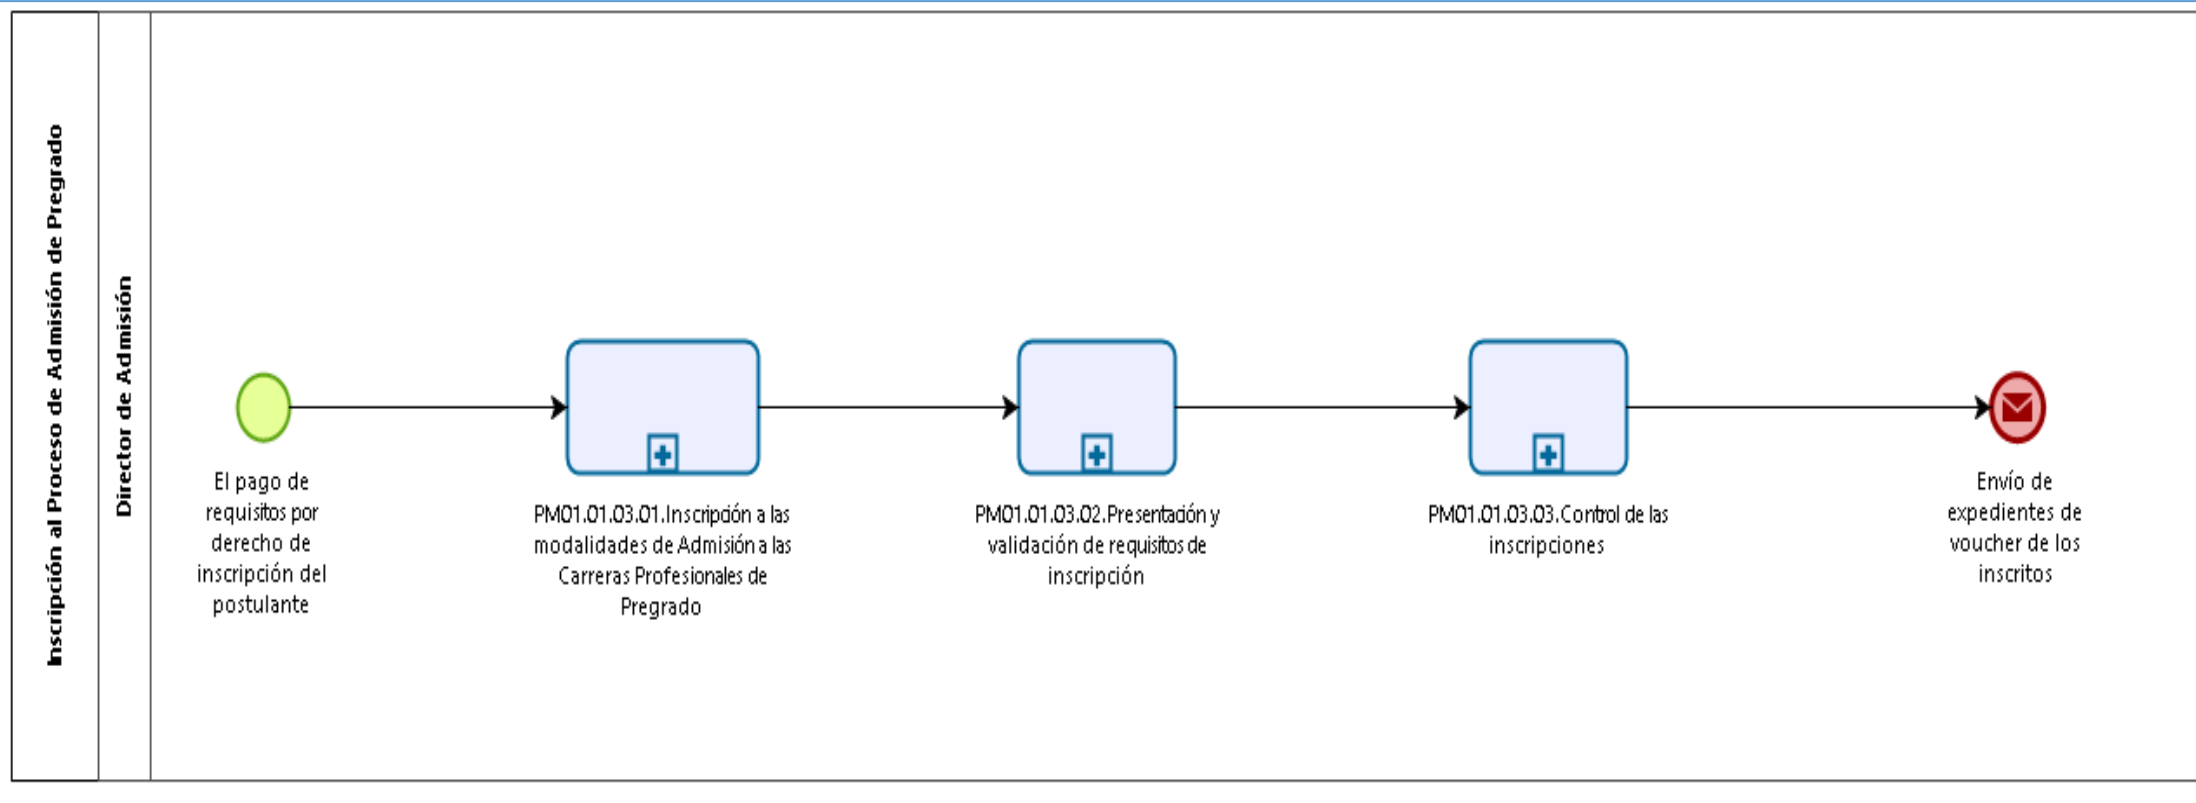 Inscripción al Proceso de Admisión de Pregrado
Director de Admisión
El pago de
requisitos por
derecho de
inscripción del
postulante
PM01.01.03.01.Inscripción a las
modalidades de Admisión a las
Carreras Profesionales de
Pregrado
PM01.01.03.02.Presentación y
validación de requisitos de
inscripción
PM01.01.03.03.Control de las
inscripciones
Envío de
expedientes de
voucher de los
inscritos